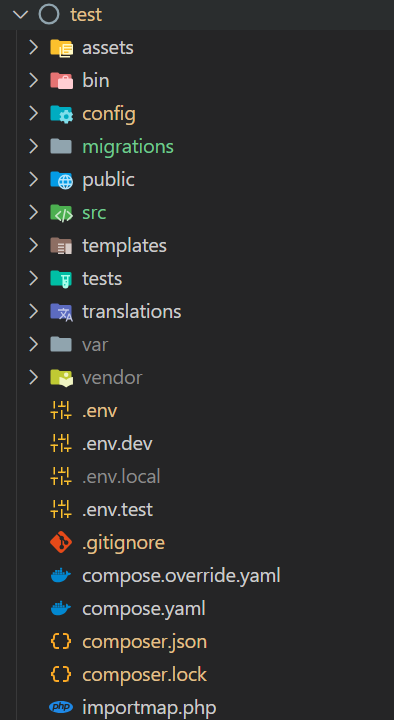 test
assets
bin
config
migrations
public
src
templates
tests
translations
var
vendor
.env
.env.dev
.env.local
.env.test
.gitignore
compose.override.yaml
compose.yaml
composer.json
composer.lock
php importmap.php